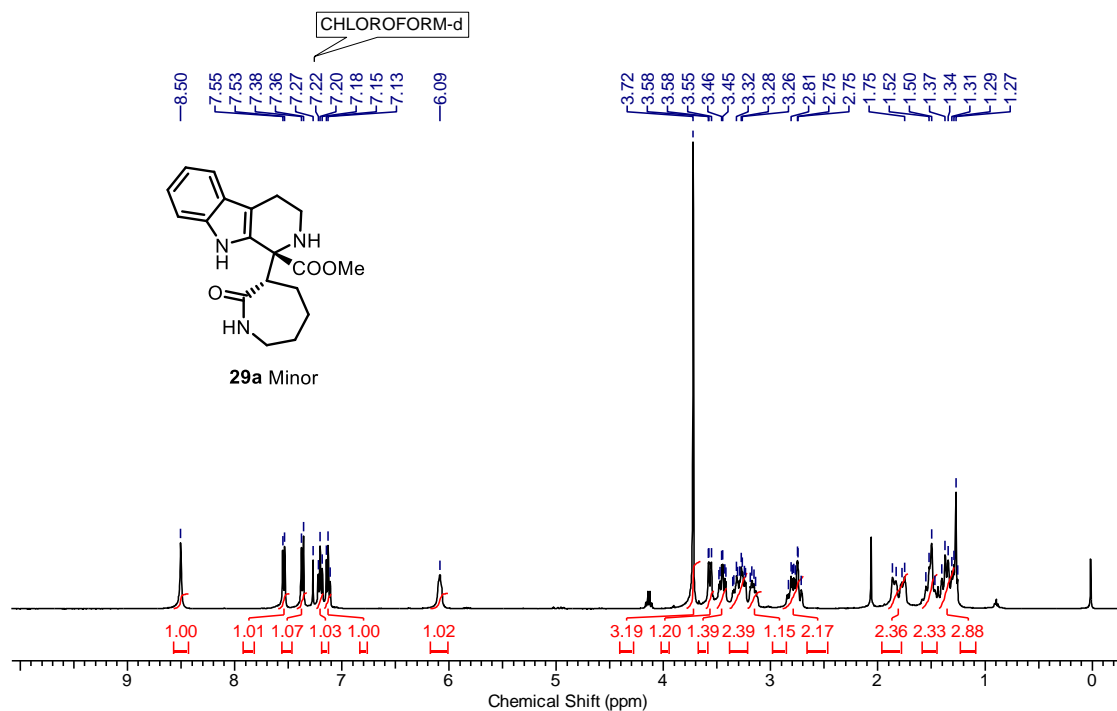 CHLOROFORM-d
8.50 7.55 7.53 7.38 7.36 7.27 7.22 7.20 7.18 7.15 7.13 6.09 3.72 3.58 3.58 3.55 3.46 3.45 3.32 3.28 3.26 2.81 2.75 2.75 1.75 1.52 1.50 1.37 1.34 1.31 1.29 1.27
NH
N
H
COOMe
O
N
H
29a Minor
1.00 1.01 1.07 1.03 1.00 1.02 3.19 1.20 1.39 2.39 1.15 2.17 2.36 2.33 2.88
9 8 7 6 5 4 3 2 1 0
Chemical Shift (ppm)